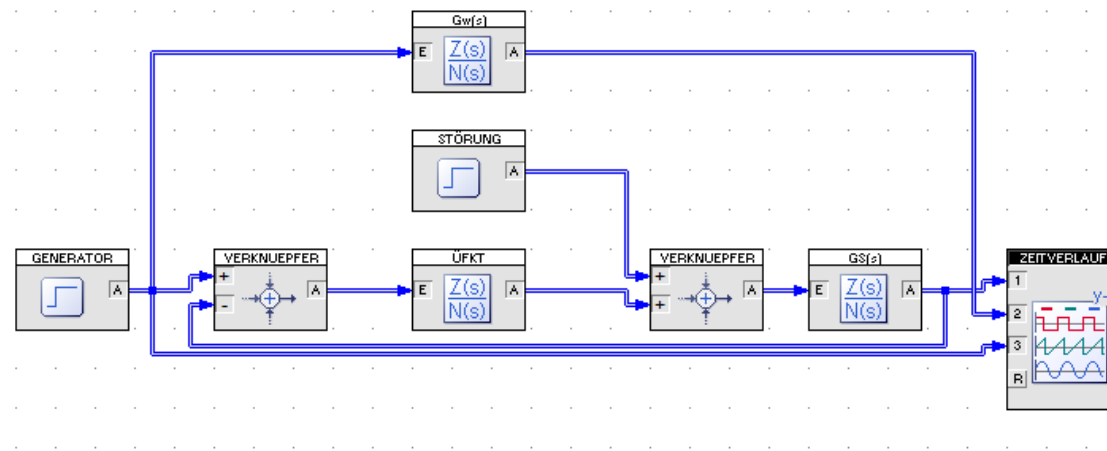 Gw(s)
E Z(s) A
N(s)
STÖRUNG
A
GENERATOR VERKNUEPFER ÜFKT VERKNUEPFER GS(s) ZEITVERLAUF
+ + 1
A A E Z(s) A A E Z(s) A
- N(s) + N(s) 2
y
3
R